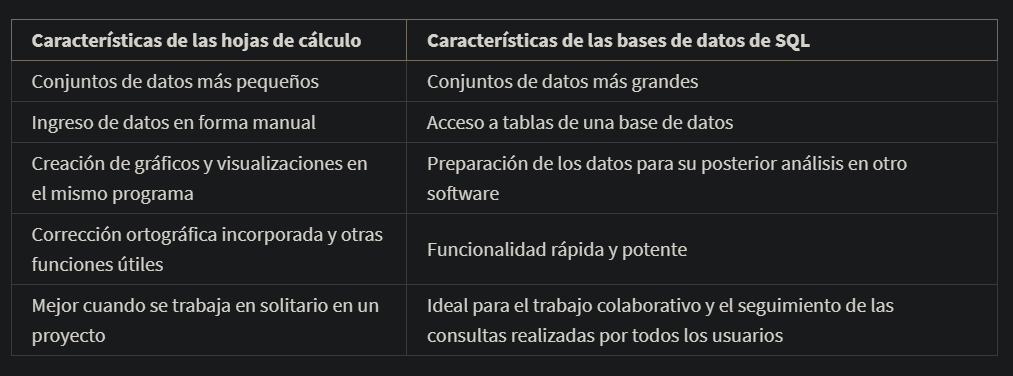 Características de las hojas de cálculo
Características de las bases de datos de SQL
Conjuntos de datos más pequeños
Conjuntos de datos más grandes
Ingreso de datos en forma manual
Acceso a tablas de una base de datos
Creación de gráficos y visualizaciones en
el mismo programa
Preparación de los datos para su posterior análisis en otro
software
Corrección ortográfica incorporada y otras
funciones útiles
Funcionalidad rápida y potente
Mejor cuando se trabaja en solitario en un
proyecto
Ideal para el trabajo colaborativo y el seguimiento de las
consultas realizadas por todos los usuarios